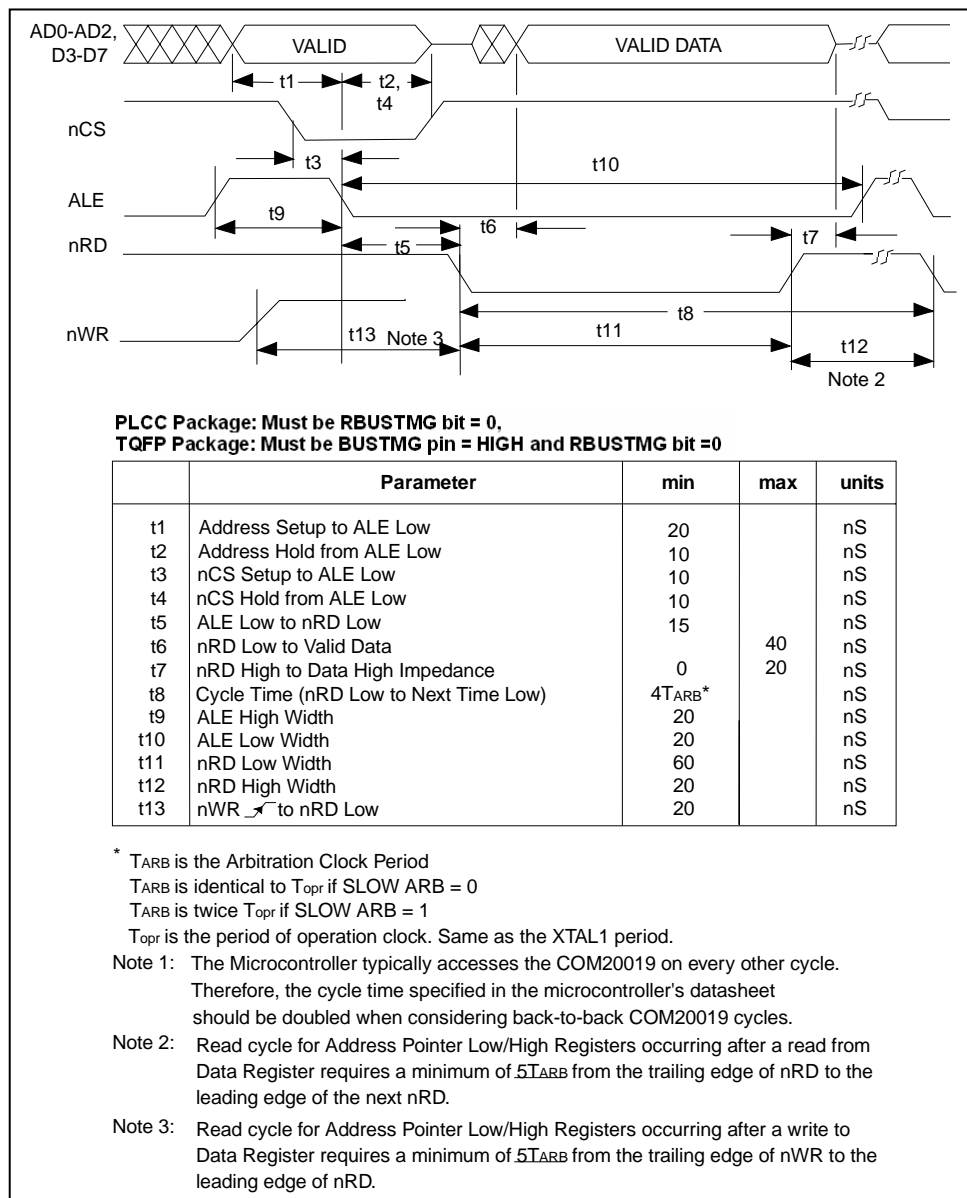 AD0-AD2,
D3-D7
VALID
VALID DATA
t1
t2,
t4
nCS
t3
t10
ALE
t9
t6
nRD
t5
t7
t8
nWR
t13 Note 3
t11
t12
Note 2
PLCC Package: Must be RBUSTMG bit = 0,
TQFP Package: Must be BUSTMG pin = HIGH and RBUSTMG bit =0
Parameter min max units
t1 Address Setup to ALE Low 20 nS
t2 Address Hold from ALE Low 10 nS
t3 nCS Setup to ALE Low 10 nS
t4 nCS Hold from ALE Low 10 nS
t5 ALE Low to nRD Low 15 nS
t6 nRD Low to Valid Data 40 nS
t7 nRD High to Data High Impedance 0 20 nS
t8 Cycle Time (nRD Low to Next Time Low) 4TARB* nS
t9 ALE High Width 20 nS
t10 ALE Low Width 20 nS
t11 nRD Low Width 60 nS
t12 nRD High Width 20 nS
t13 nWR to nRD Low 20 nS
* TARB is the Arbitration Clock Period
TARB is identical to Topr if SLOW ARB = 0
TARB is twice Topr if SLOW ARB = 1
Topr is the period of operation clock. Same as the XTAL1 period.
Note 1: The Microcontroller typically accesses the COM20019 on every other cycle.
Therefore, the cycle time specified in the microcontroller's datasheet
should be doubled when considering back-to-back COM20019 cycles.
Note 2: Read cycle for Address Pointer Low/High Registers occurring after a read from
Data Register requires a minimum of 5TARB from the trailing edge of nRD to the
leading edge of the next nRD.
Note 3: Read cycle for Address Pointer Low/High Registers occurring after a write to
Data Register requires a minimum of 5TARB from the trailing edge of nWR to the
leading edge of nRD.